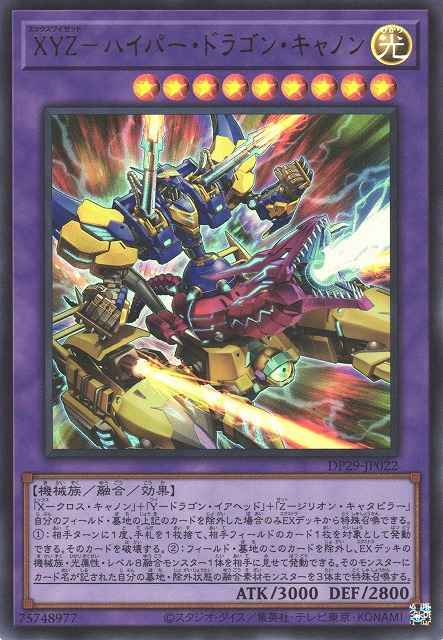 エックスワイゼット
XYZ－ハイパー・ドラゴン・キャノン
ひかり
光
DP29-JP022
【機械族／融合／効果】
「X－クロス・キャノン」＋「Y－ドラゴン・イアヘッド」＋「Z－ジリオン・キャタピラー」
自分のフィールド・墓地の上記のカードを除外した場合のみEXデッキから特殊召喚できる。
①：相手ターンに1度、手札を1枚捨て、相手フィールドのカード1枚を対象として発動
できる。そのカードを破壊する。②：フィールド・墓地のこのカードを除外し、EXデッキの
機械族・光属性・レベル8融合モンスター1体を相手に見せて発動できる。そのモンスターに
カード名が記された自分の墓地・除外状態の融合素材モンスターを3体まで特殊召喚する。
ATK/3000 DEF/2800
75748977 ©スタジオ・ダイス／集英社・テレビ東京・KONAMI